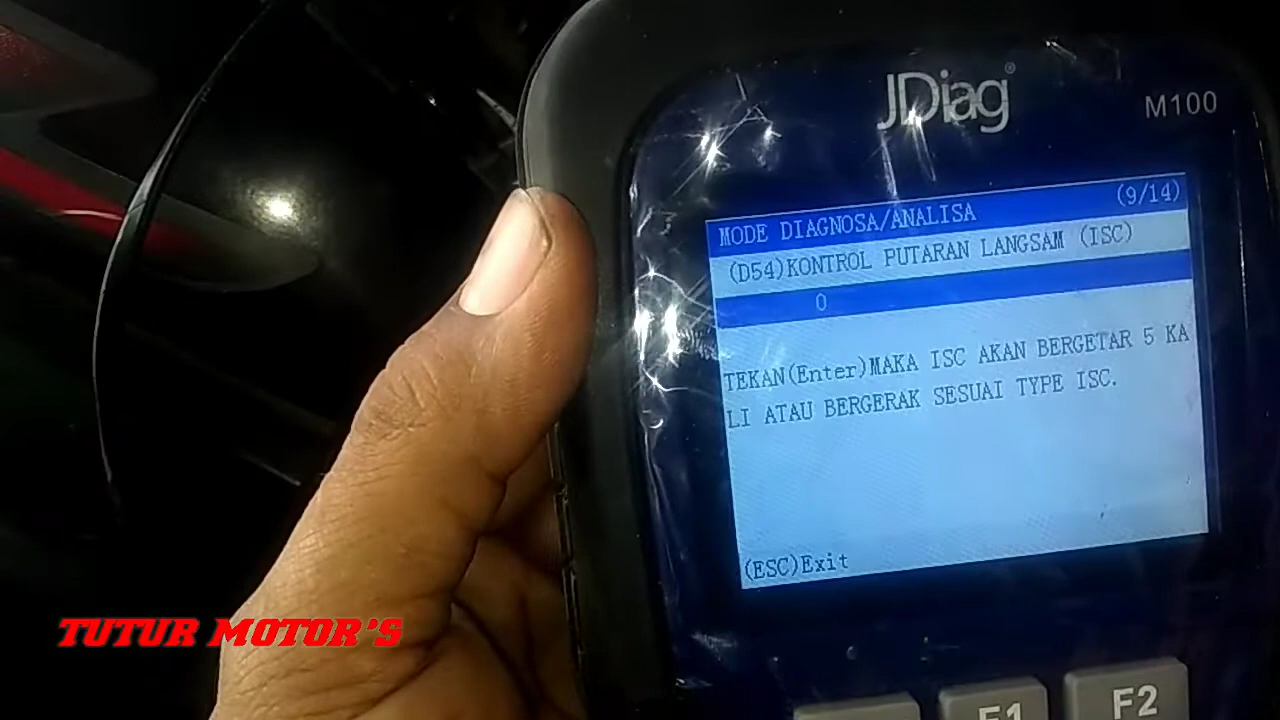 JDiag®
M100
MODE DIAGNOSA/ANALISA (9/14)
(D54)KONTROL PUTARAN LANGSAM (ISC)
0
TEKAN(Enter)MAKA ISC AKAN BERGETAR 5 KA
LI ATAU BERGERAK SESUAI TYPE ISC.
(ESC)Exit
TUTUR MOTOR'S
F1
F2